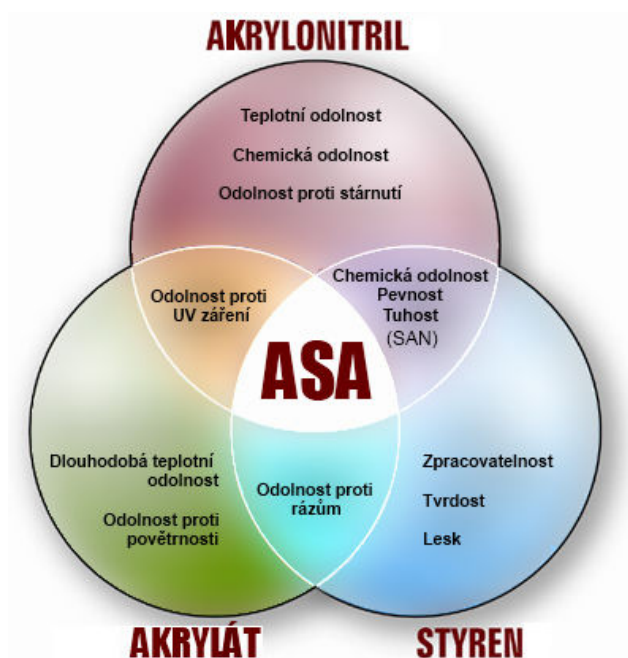 AKRYLONITRIL
Teplotní odolnost
Chemická odolnost
Odolnost proti stárnutí
Odolnost proti
UV záření
Chemická odolnost
Pevnost
Tuhost
(SAN)
ASA
Dlouhodobá teplotní
odolnost
Odolnost proti
povětrnosti
Odolnost proti
rázům
Zpracovatelnost
Tvrdost
Lesk
AKRYLÁT
STYREN